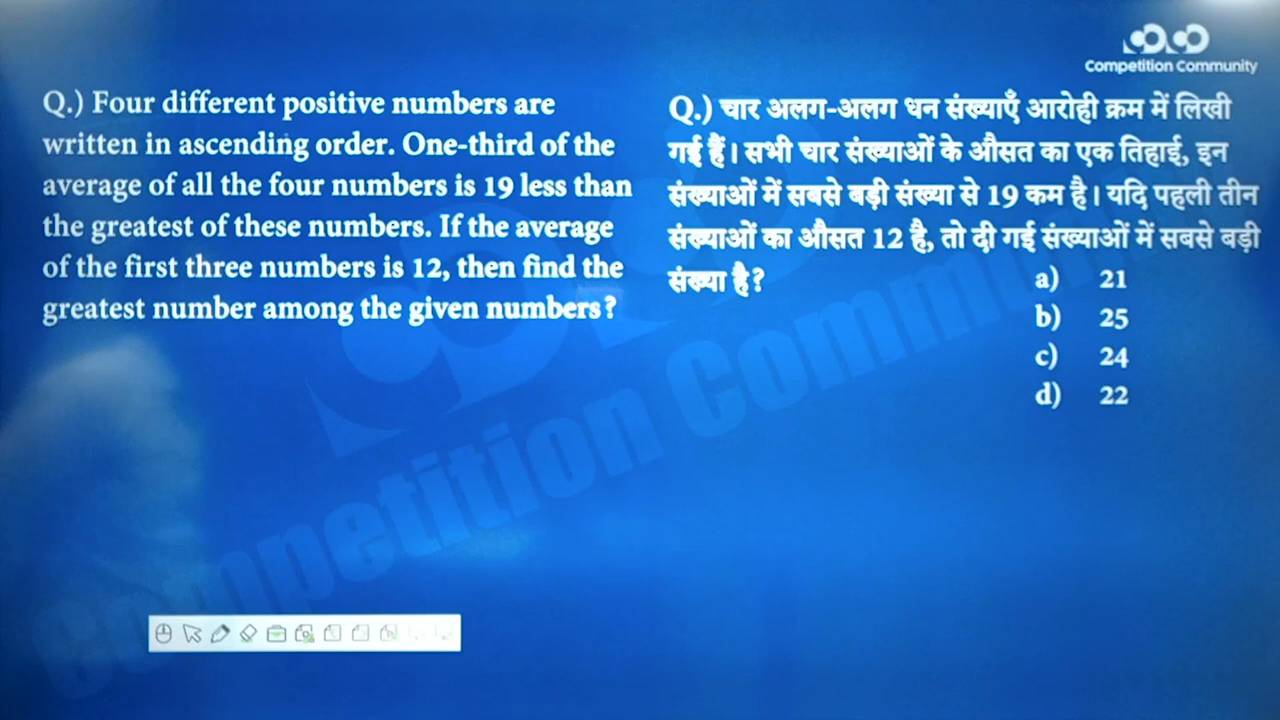 Competition Community
Q.) Four different positive numbers are
written in ascending order. One-third of the
average of all the four numbers is 19 less than
the greatest of these numbers. If the average
of the first three numbers is 12, then find the
greatest number among the given numbers?
Q.) चार अलग-अलग धन संख्याएँ आरोही क्रम में लिखी
गई हैं। सभी चार संख्याओं के औसत का एक तिहाई, इन
संख्याओं में सबसे बड़ी संख्या से 19 कम है। यदि पहली तीन
संख्याओं का औसत 12 है, तो दी गई संख्याओं में सबसे बड़ी
संख्या है?
a) 21
b) 25
c) 24
d) 22
Competition Community